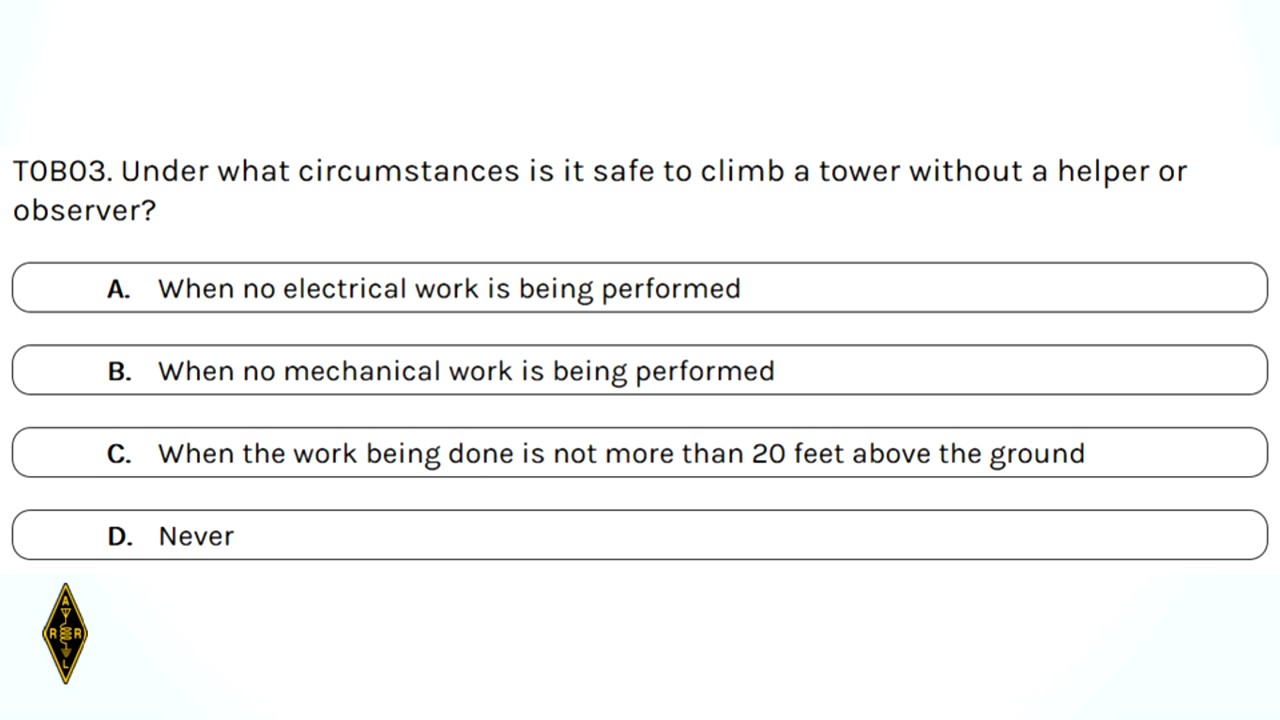 T0B03. Under what circumstances is it safe to climb a tower without a helper or
observer?
A. When no electrical work is being performed
B. When no mechanical work is being performed
C. When the work being done is not more than 20 feet above the ground
D. Never
A
R R
L